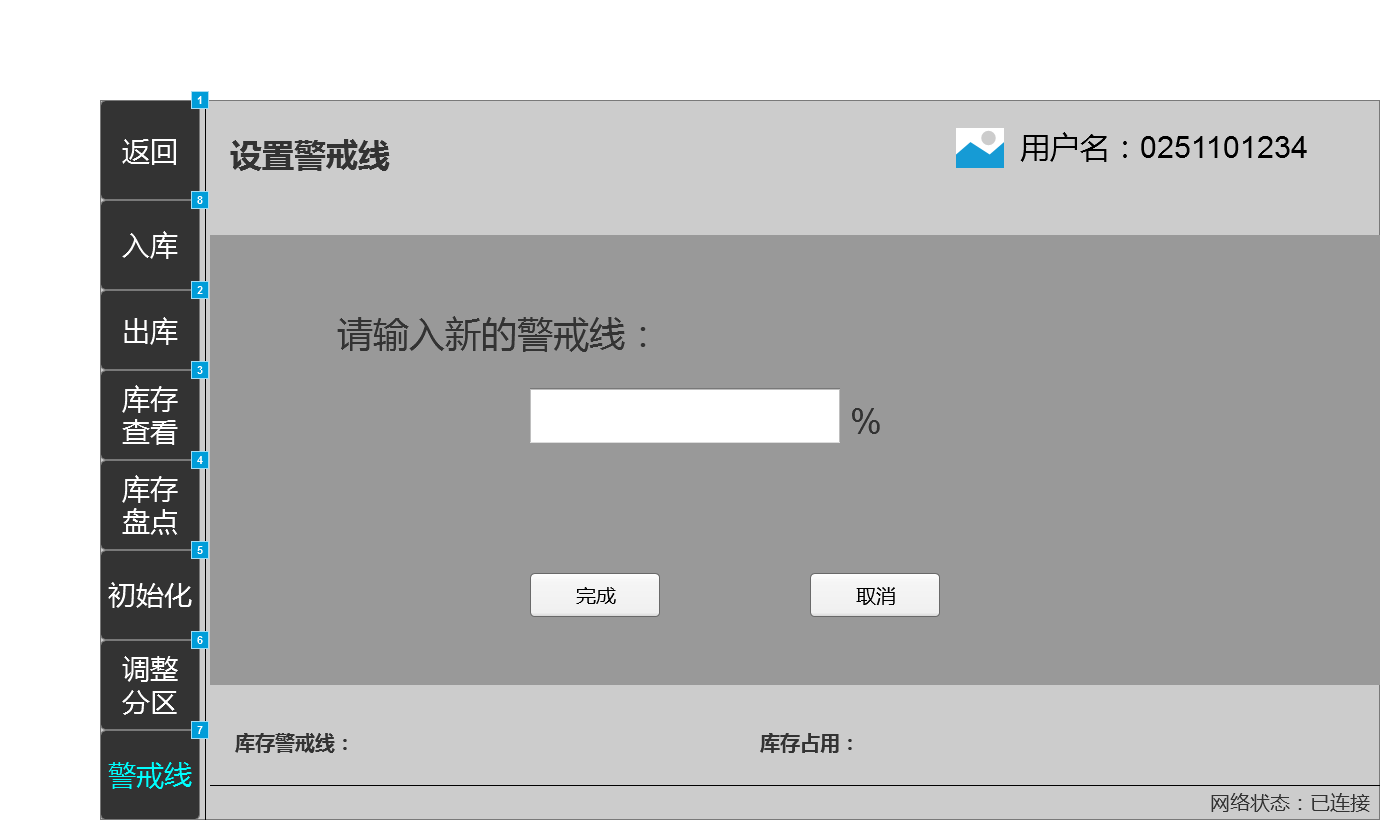 1
返回
设置警戒线
用户名：0251101234
8
入库
2
出库
请输入新的警戒线：
3
库存
查看
%
4
库存
盘点
5
初始化
完成
取消
6
调整
分区
7
警戒线
库存警戒线：
库存占用：
网络状态：已连接